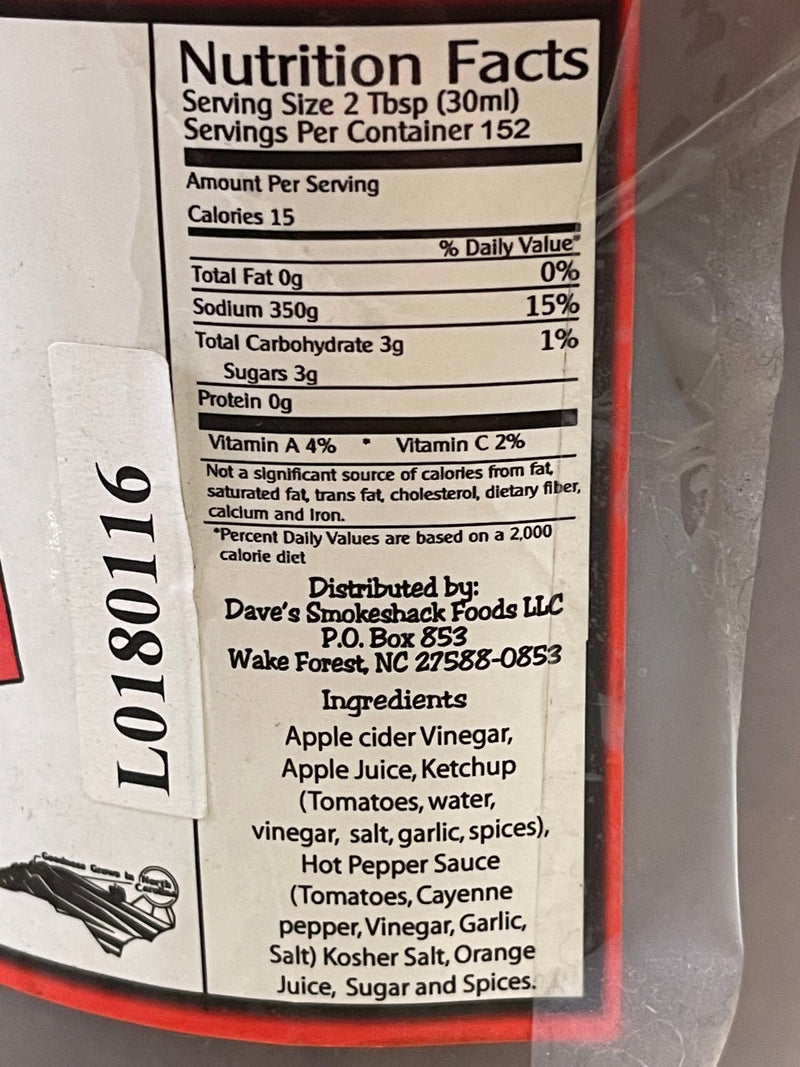 Nutrition Facts
Serving Size 2 Tbsp (30ml)
Servings Per Container 152
Amount Per Serving
Calories 15
% Daily Value*
Total Fat 0g 0%
Sodium 350g 15%
Total Carbohydrate 3g 1%
Sugars 3g
Protein 0g
Vitamin A 4% * Vitamin C 2%
Not a significant source of calories from fat,
saturated fat, trans fat, cholesterol, dietary fiber,
calcium and Iron.
*Percent Daily Values are based on a 2,000
calorie diet
Distributed by:
Dave's Smokeshack Foods LLC
P.O. Box 853
Wake Forest, NC 27588-0853
Ingredients
Apple cider Vinegar,
Apple Juice, Ketchup
(Tomatoes, water,
vinegar, salt, garlic, spices),
Hot Pepper Sauce
(Tomatoes, Cayenne
pepper, Vinegar, Garlic,
Salt) Kosher Salt, Orange
Juice, Sugar and Spices.
L0180116
Goodness Grows in North
Carolina